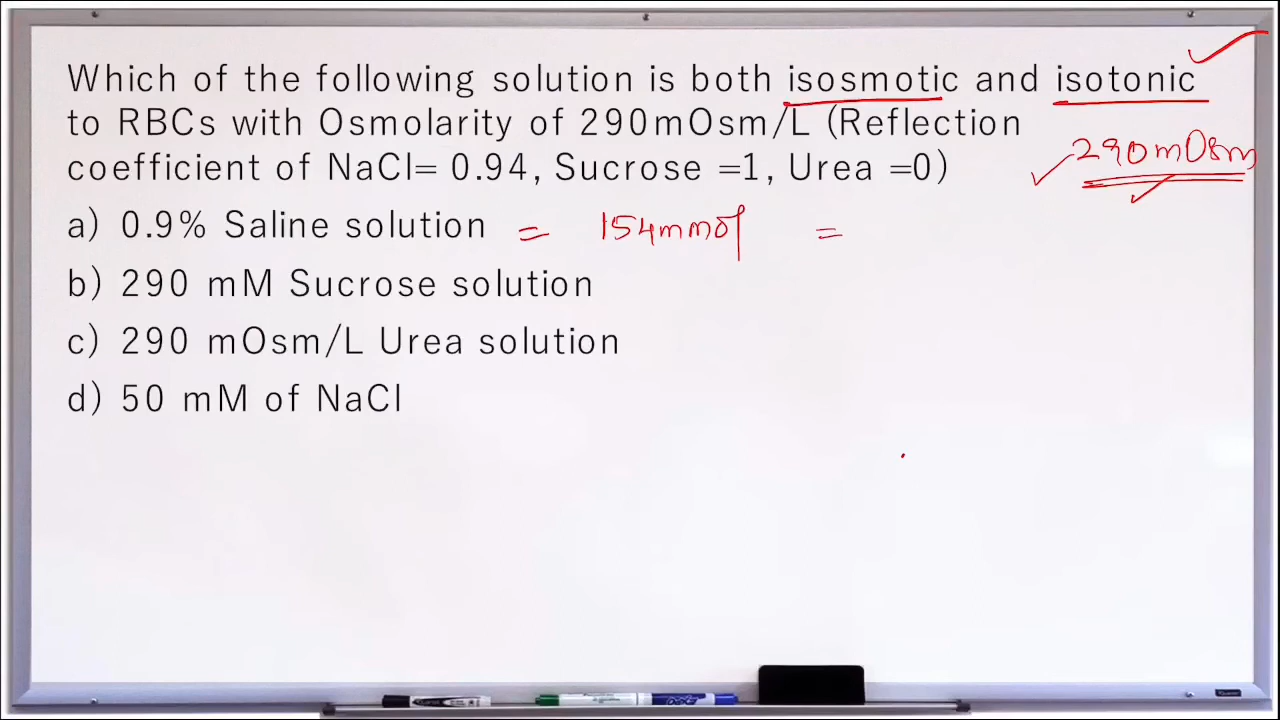 Which of the following solution is both isosmotic and isotonic
to RBCs with Osmolarity of 290mOsm/L (Reflection
coefficient of NaCl= 0.94, Sucrose =1, Urea =0)
290mOsm
a) 0.9% Saline solution = 154mmol =
b) 290 mM Sucrose solution
c) 290 mOsm/L Urea solution
d) 50 mM of NaCl